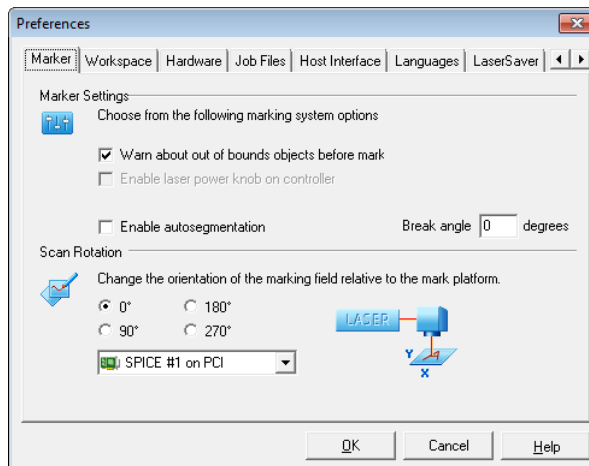 Preferences
Marker Workspace Hardware Job Files Host Interface Languages LaserSaver
Marker Settings
Choose from the following marking system options
Warn about out of bounds objects before mark
Enable laser power knob on controller
Enable autosegmentation Break angle 0 degrees
Scan Rotation
Change the orientation of the marking field relative to the mark platform.
0° 180°
90° 270°
LASER
SPICE #1 on PCI
Y
X
OK Cancel Help